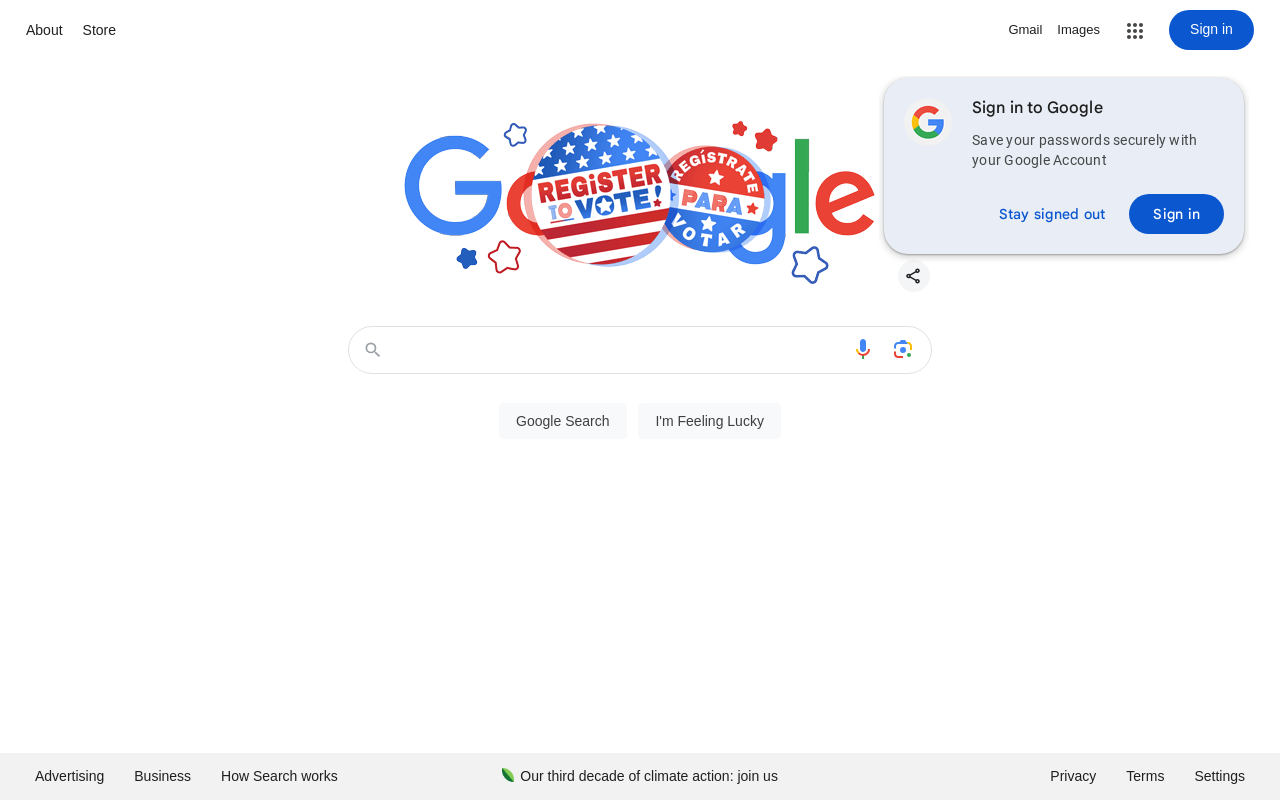 About
Store
Gmail
Images
Sign in
Sign in to Google
Save your passwords securely with
your Google Account
Stay signed out
Sign in
Google
REGiSTER
TO VOTE!
REGÍSTRATE
PARA
VOTAR
Google Search
I'm Feeling Lucky
Advertising
Business
How Search works
Our third decade of climate action: join us
Privacy
Terms
Settings